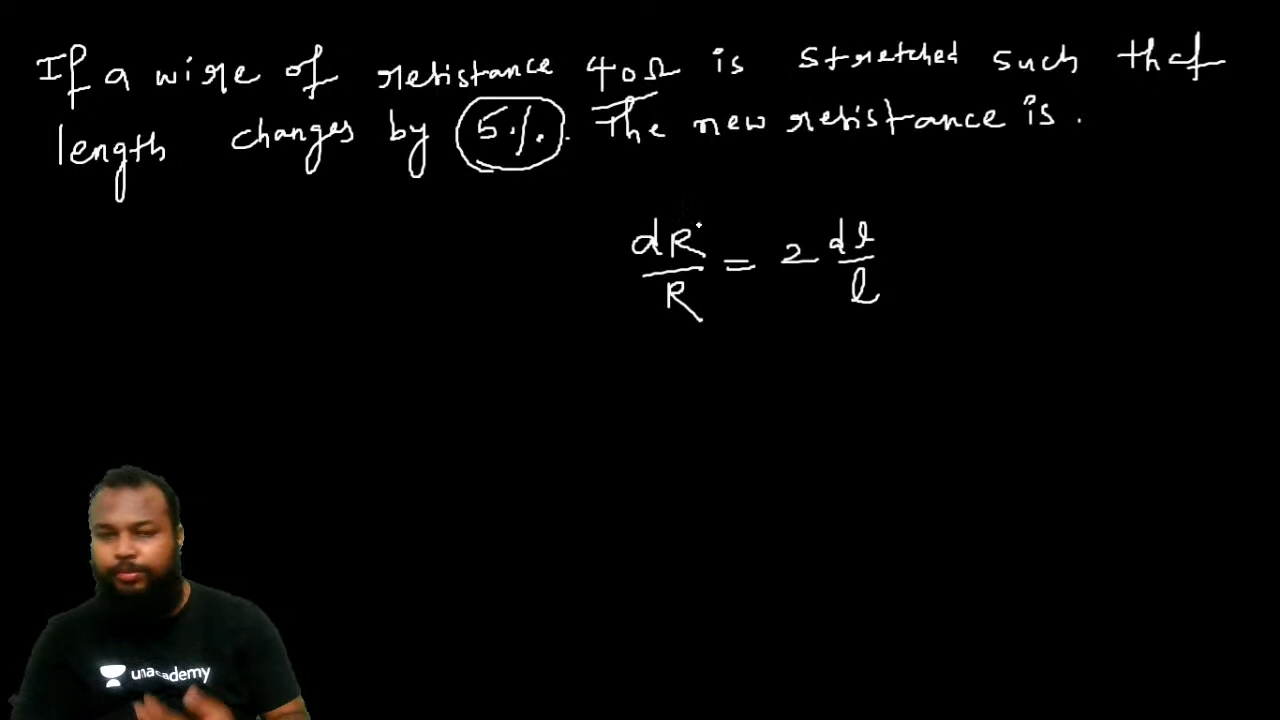 If a wire of resistance 40Ω is stretched such that
length changes by 5%. The new resistance is.
dR/R = 2 dl/l
unacademy